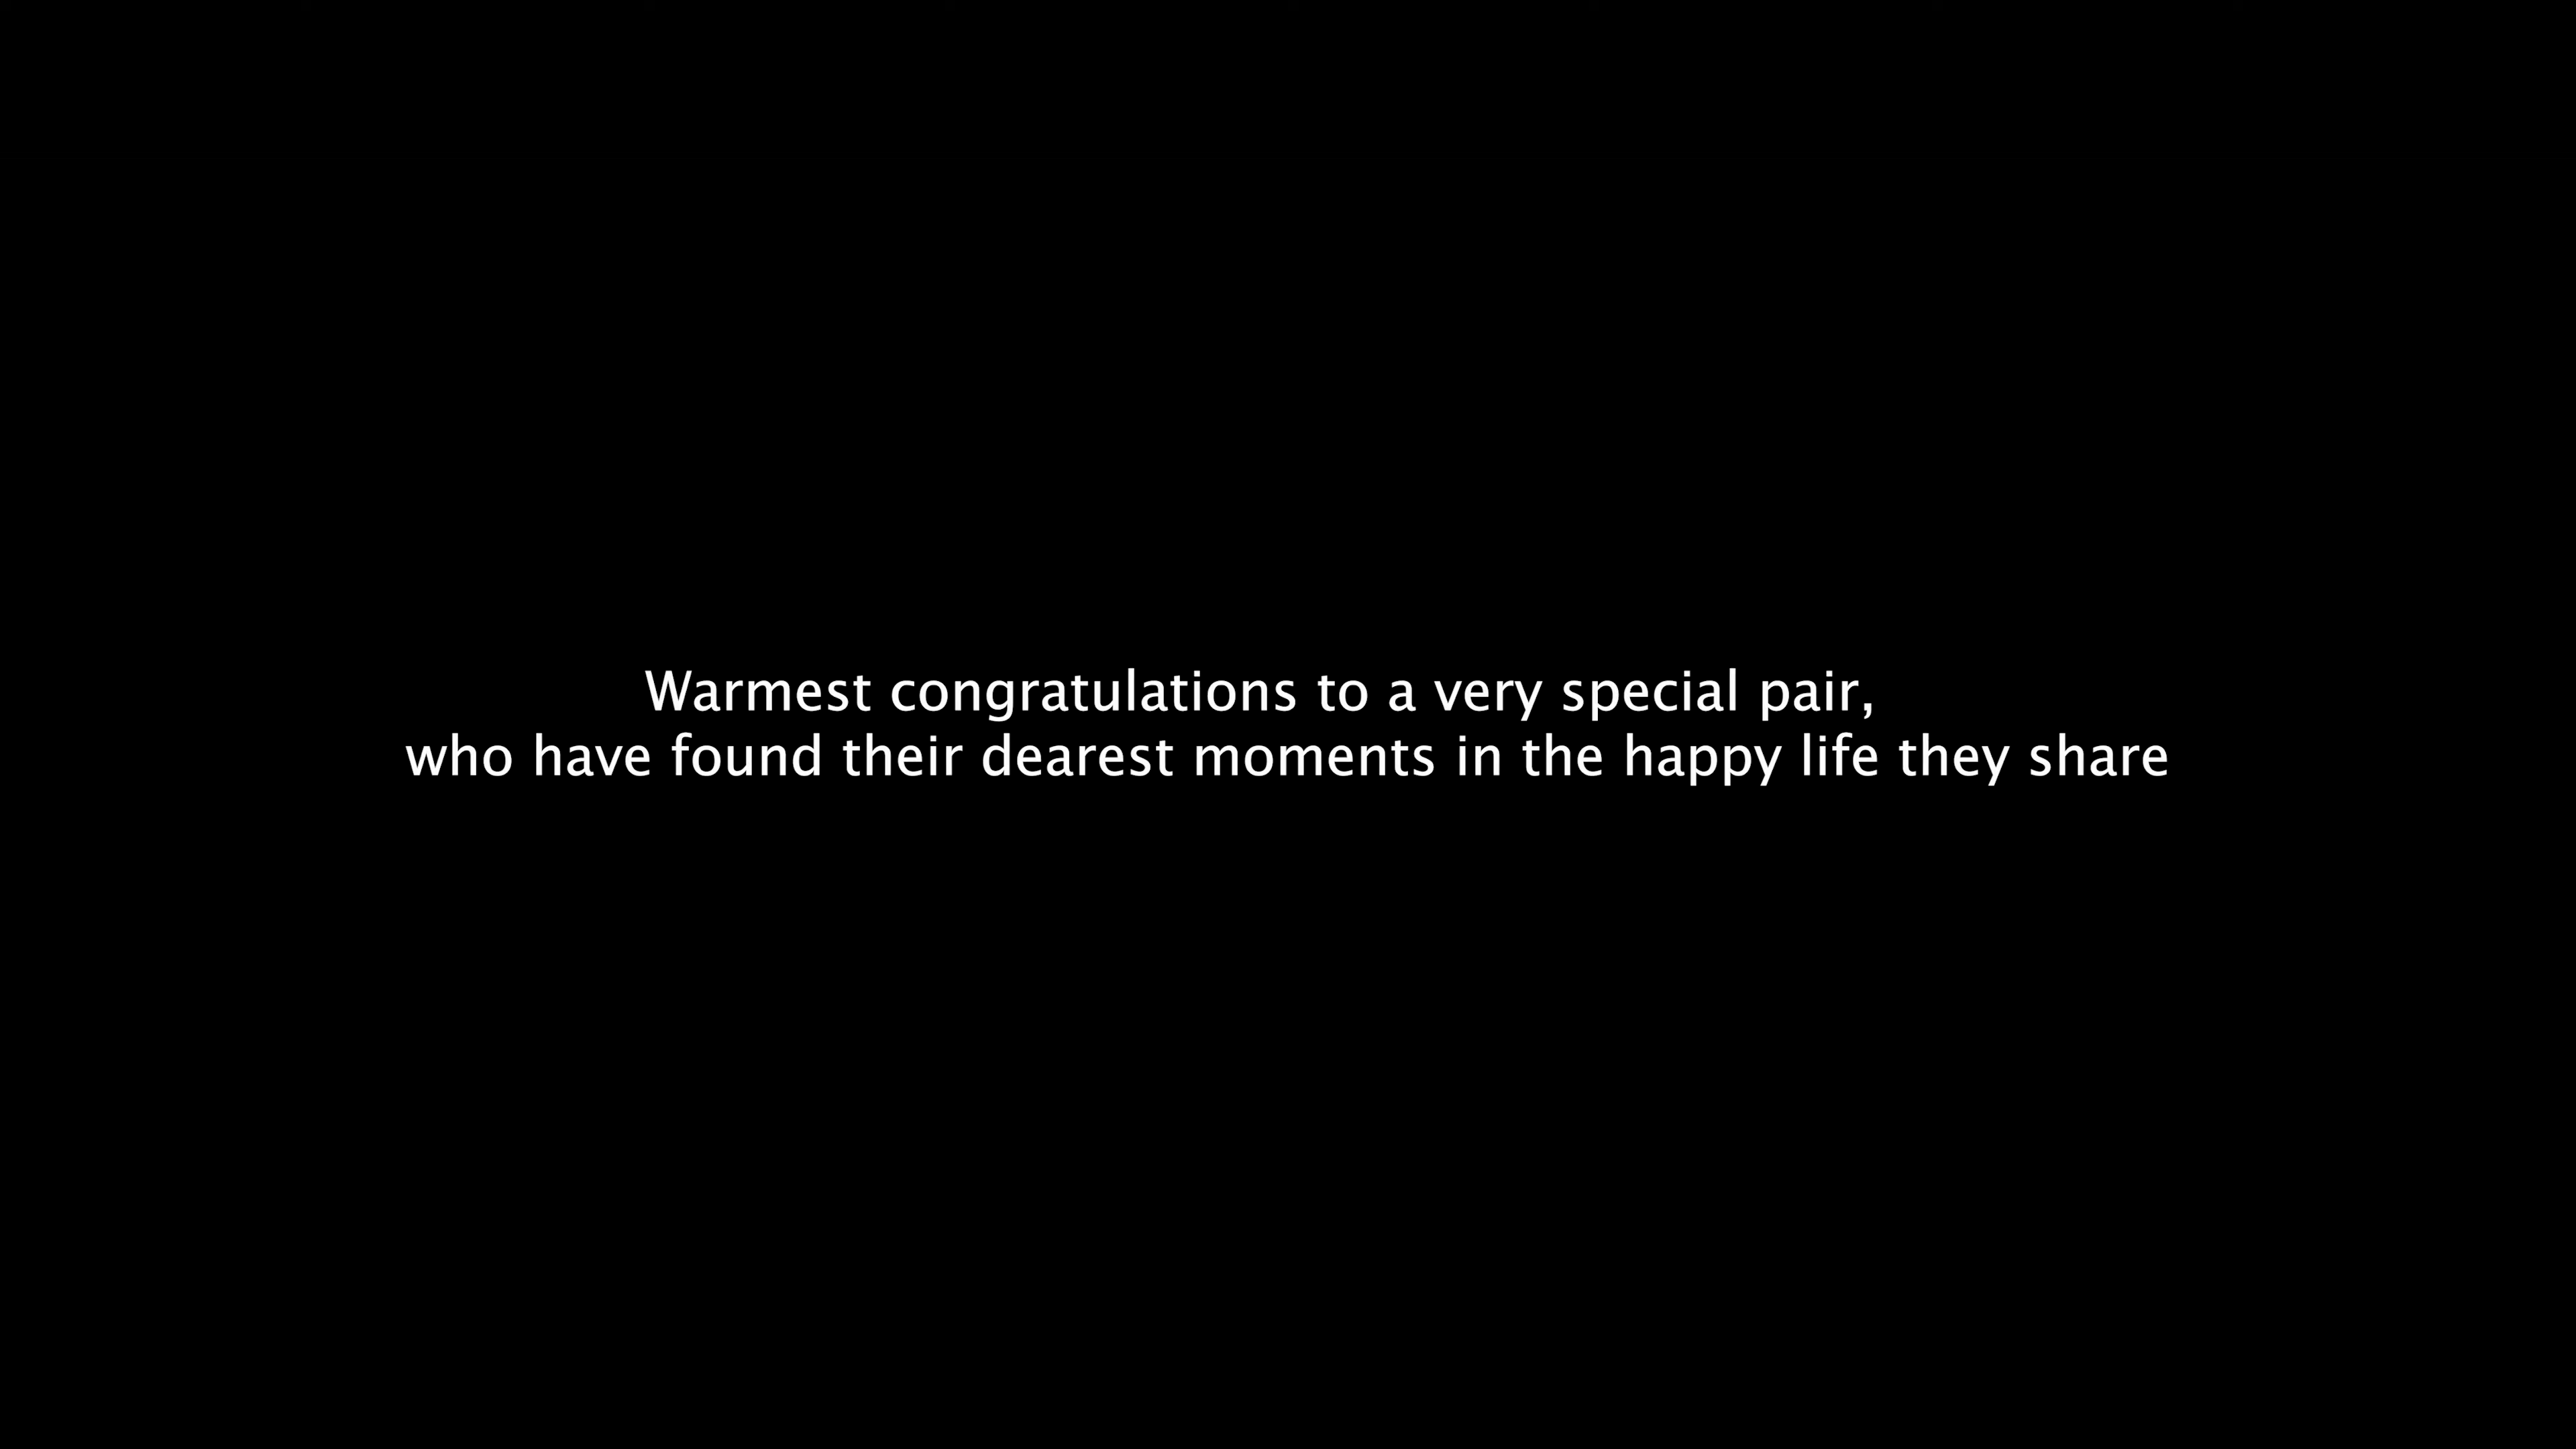 Warmest congratulations to a very special pair,
who have found their dearest moments in the happy life they share